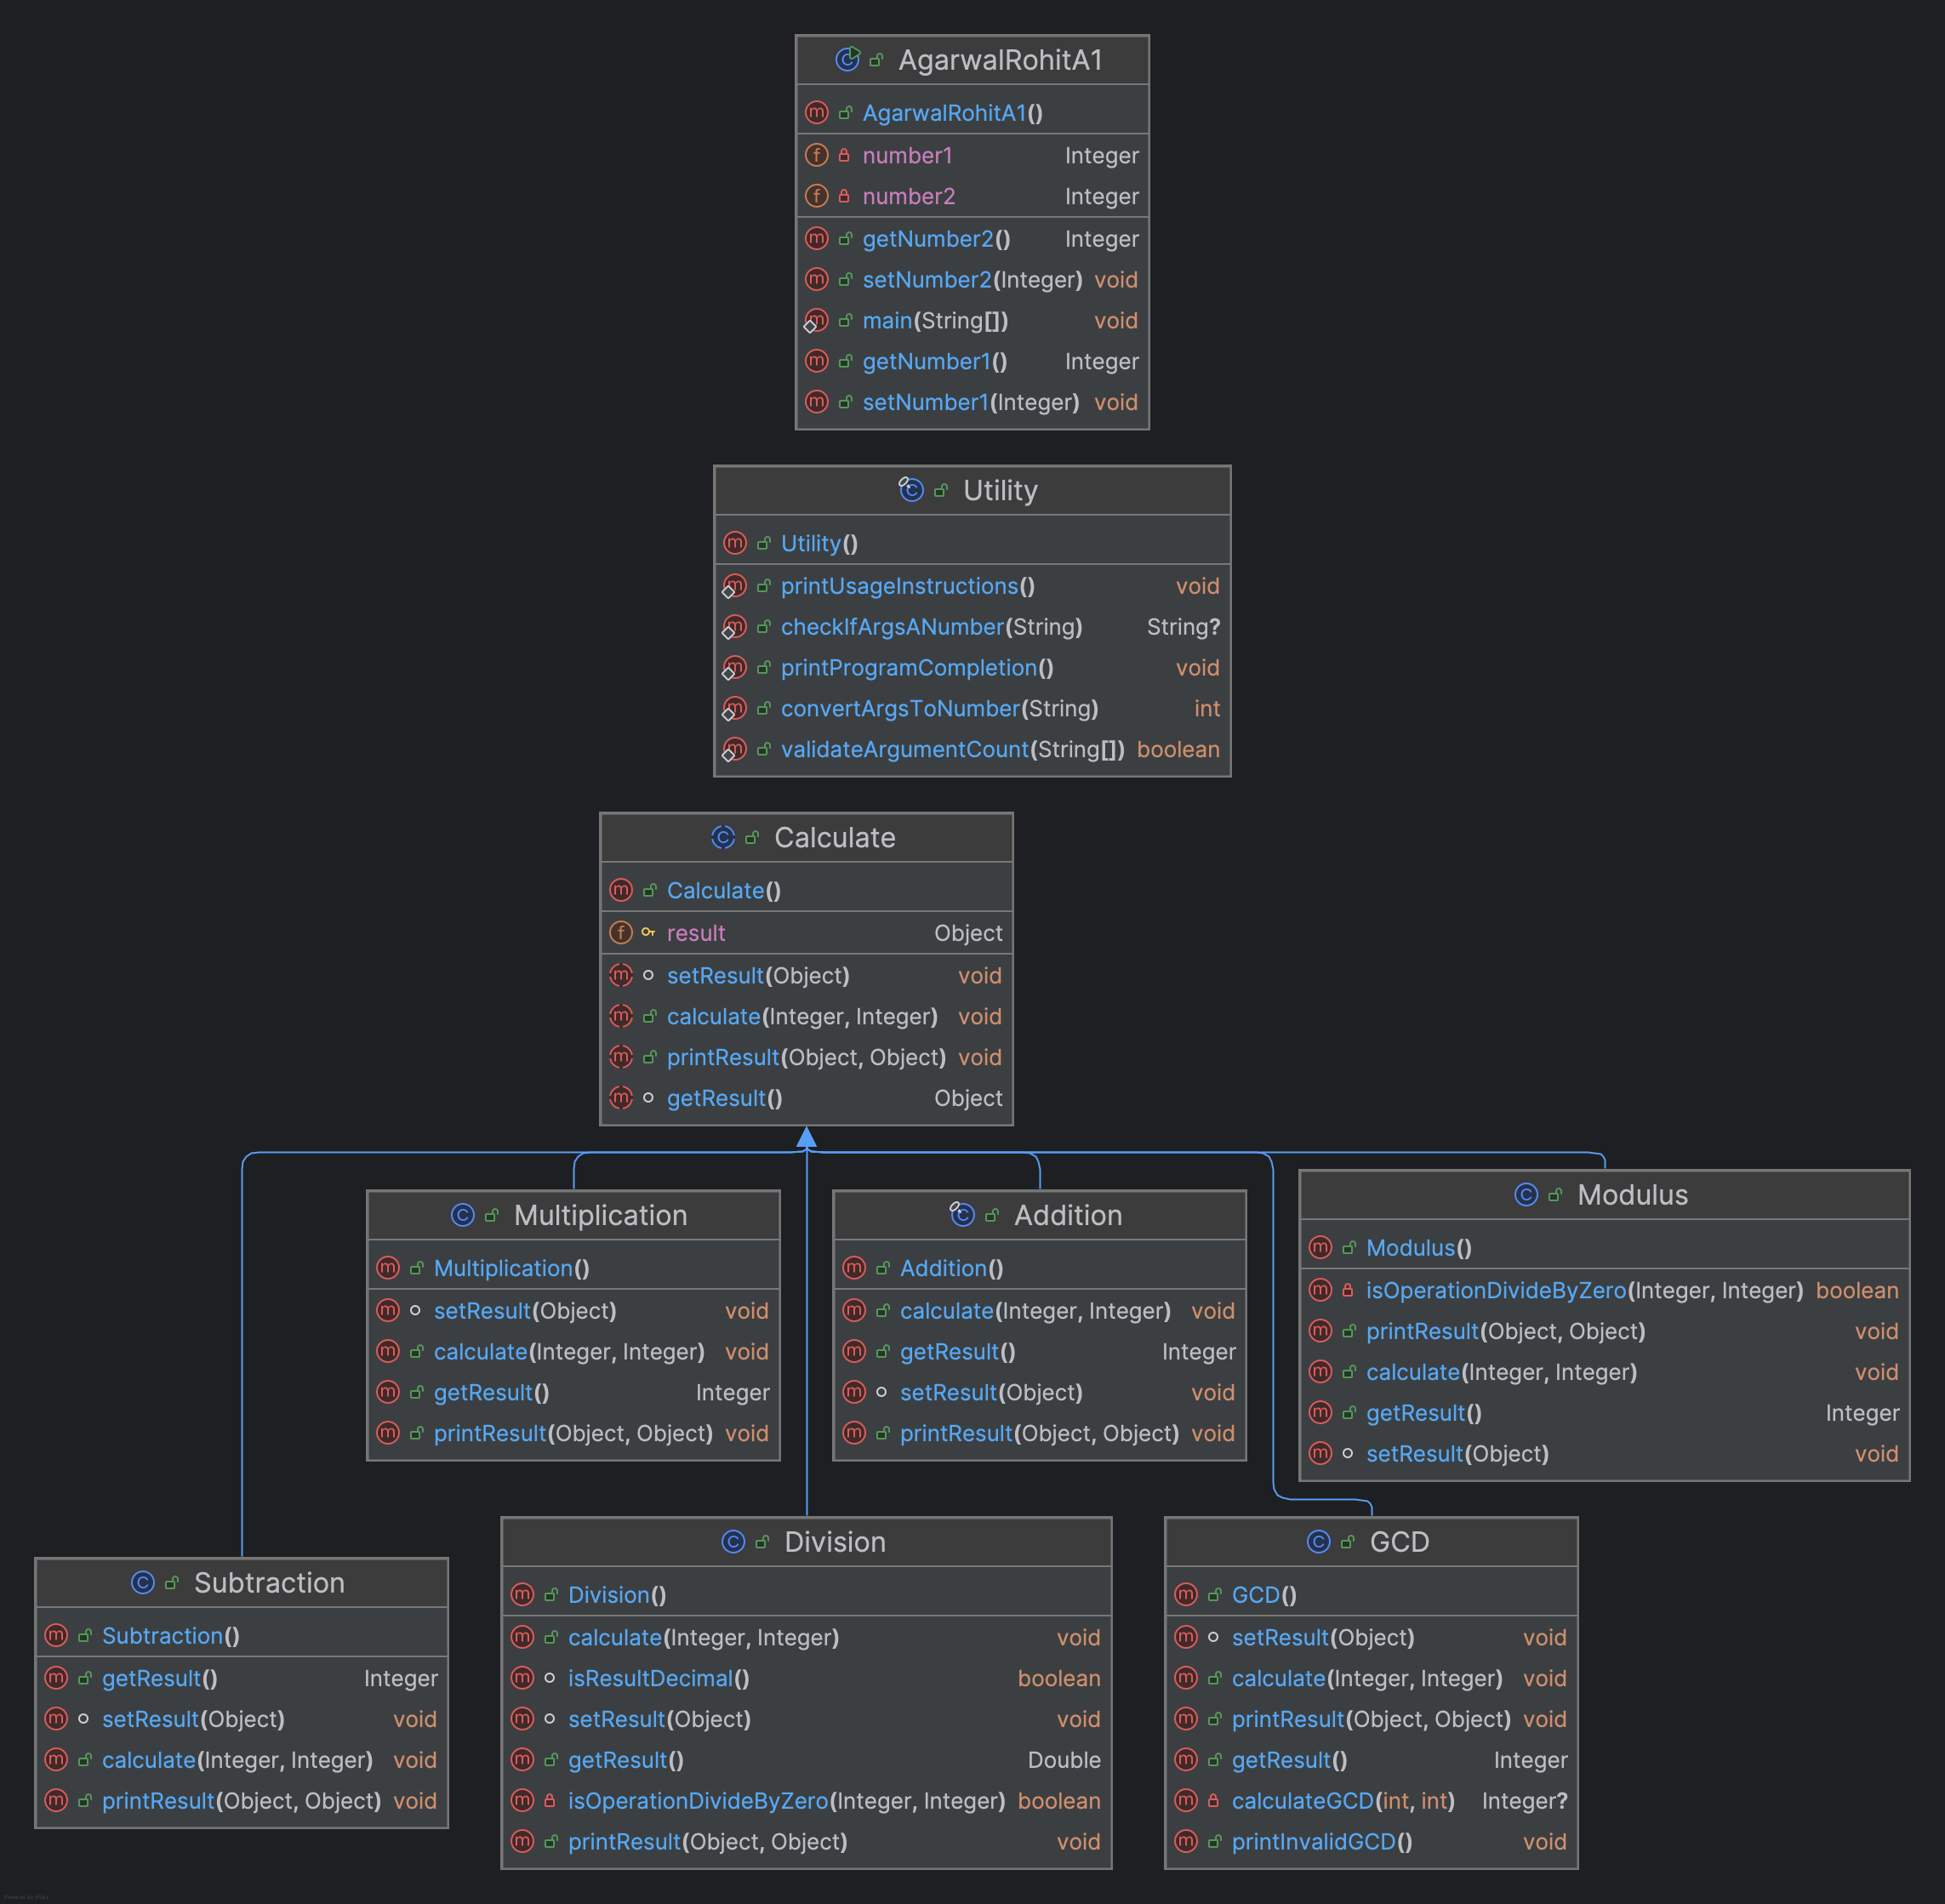 AgarwalRohitA1
AgarwalRohitA1()
number1 Integer
number2 Integer
getNumber2() Integer
setNumber2(Integer) void
main(String[]) void
getNumber1() Integer
setNumber1(Integer) void
Utility
Utility()
printUsageInstructions() void
checkIfArgsANumber(String) String?
printProgramCompletion() void
convertArgsToNumber(String) int
validateArgumentCount(String[]) boolean
Calculate
Calculate()
result Object
setResult(Object) void
calculate(Integer, Integer) void
printResult(Object, Object) void
getResult() Object
Multiplication
Multiplication()
setResult(Object) void
calculate(Integer, Integer) void
getResult() Integer
printResult(Object, Object) void
Addition
Addition()
calculate(Integer, Integer) void
getResult() Integer
setResult(Object) void
printResult(Object, Object) void
Modulus
Modulus()
isOperationDivideByZero(Integer, Integer) boolean
printResult(Object, Object) void
calculate(Integer, Integer) void
getResult() Integer
setResult(Object) void
Subtraction
Subtraction()
getResult() Integer
setResult(Object) void
calculate(Integer, Integer) void
printResult(Object, Object) void
Division
Division()
calculate(Integer, Integer) void
isResultDecimal() boolean
setResult(Object) void
getResult() Double
isOperationDivideByZero(Integer, Integer) boolean
printResult(Object, Object) void
GCD
GCD()
setResult(Object) void
calculate(Integer, Integer) void
printResult(Object, Object) void
getResult() Integer
calculateGCD(int, int) Integer?
printInvalidGCD() void
Powered by yFiles